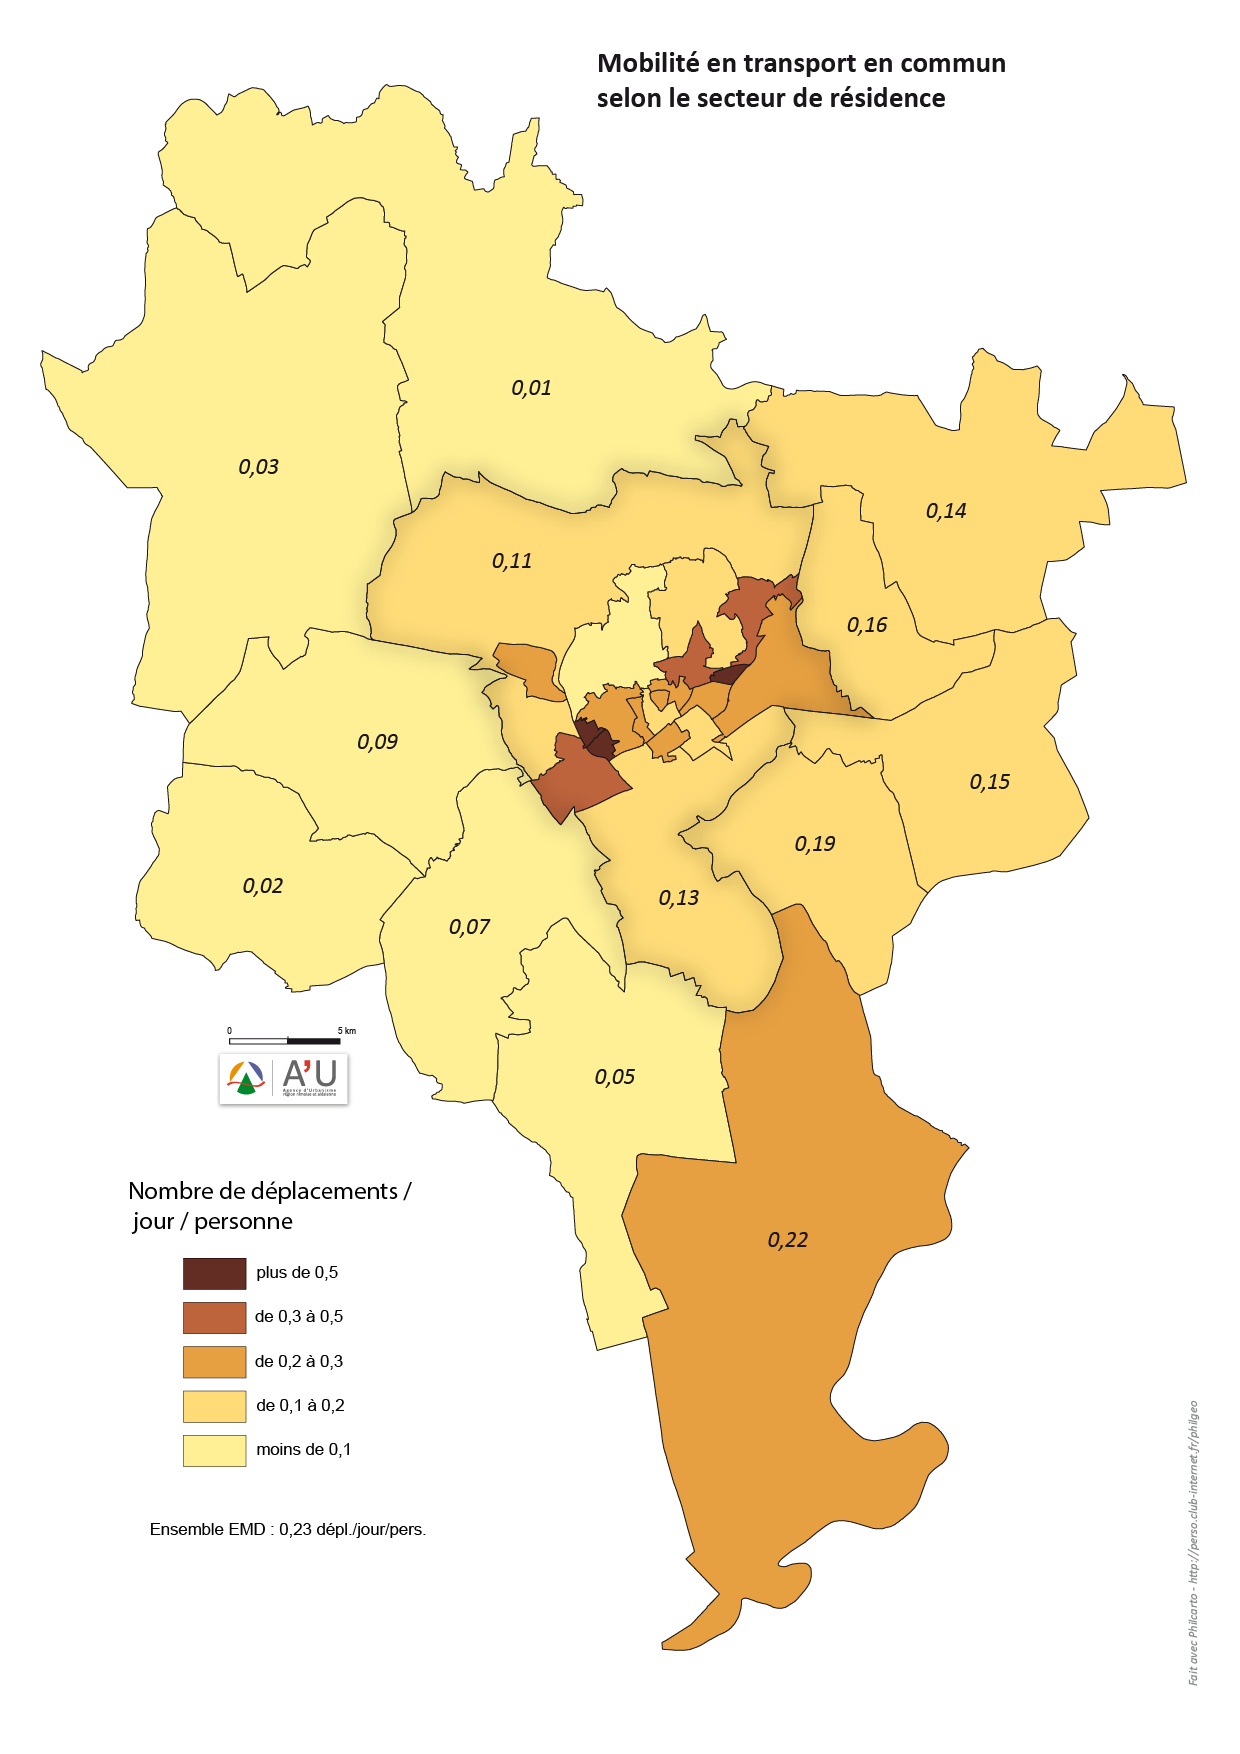 Mobilité en transport en commun
selon le secteur de résidence
0,01
0,03
0,14
0,11
0,16
0,09
0,15
0,19
0,02
0,13
0,07
0 5 km
A'U
Agence d'Urbanisme
0,05
Nombre de déplacements /
jour / personne
0,22
plus de 0,5
de 0,3 à 0,5
de 0,2 à 0,3
de 0,1 à 0,2
moins de 0,1
Ensemble EMD : 0,23 dépl./jour/pers.
Fait avec Philcarto - http://perso.club-internet.fr/philgeo